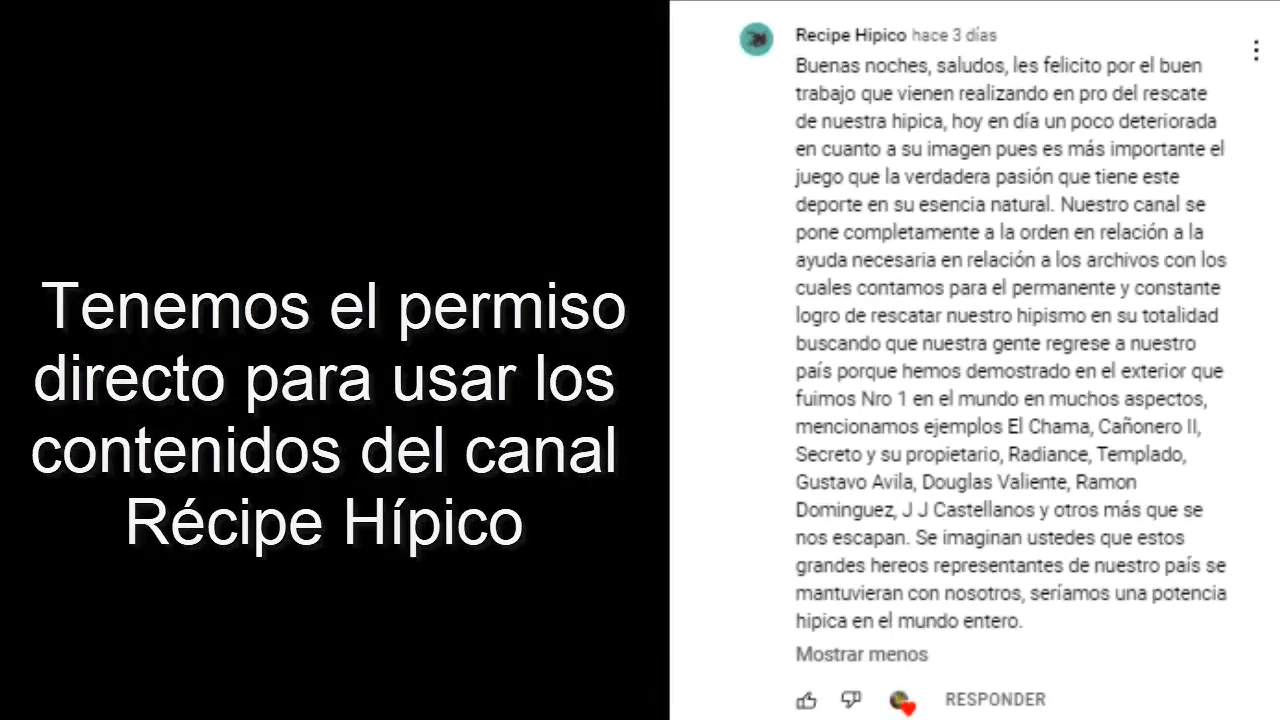 Tenemos el permiso
directo para usar los
contenidos del canal
Récipe Hípico
Recipe Hipico hace 3 días
Buenas noches, saludos, les felicito por el buen
trabajo que vienen realizando en pro del rescate
de nuestra hipica, hoy en día un poco deteriorada
en cuanto a su imagen pues es más importante el
juego que la verdadera pasión que tiene este
deporte en su esencia natural. Nuestro canal se
pone completamente a la orden en relación a la
ayuda necesaria en relación a los archivos con los
cuales contamos para el permanente y constante
logro de rescatar nuestro hipismo en su totalidad
buscando que nuestra gente regrese a nuestro
país porque hemos demostrado en el exterior que
fuimos Nro 1 en el mundo en muchos aspectos,
mencionamos ejemplos El Chama, Cañonero II,
Secreto y su propietario, Radiance, Templado,
Gustavo Avila, Douglas Valiente, Ramon
Dominguez, J J Castellanos y otros más que se
nos escapan. Se imaginan ustedes que estos
grandes hereos representantes de nuestro país se
mantuvieran con nosotros, seríamos una potencia
hipica en el mundo entero.
Mostrar menos
RESPONDER